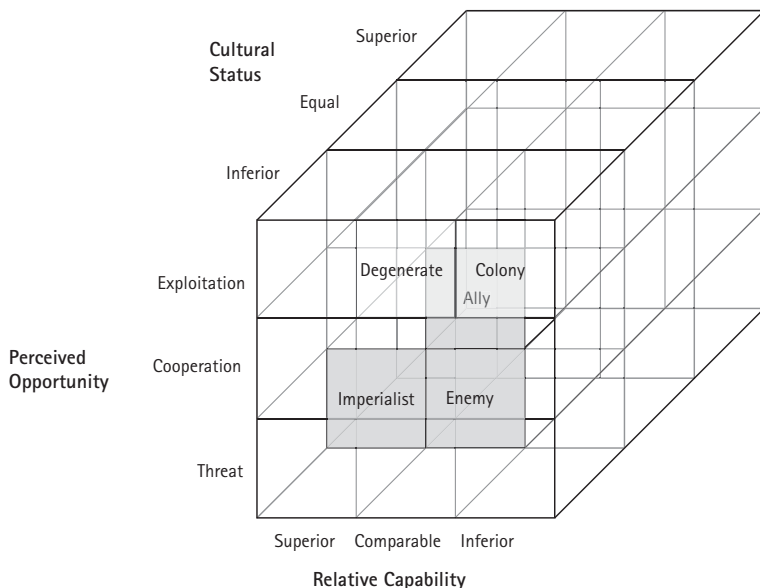 Superior
Cultural
Status
Equal
Inferior
Exploitation
Degenerate
Colony
Ally
Perceived
Opportunity
Cooperation
Imperialist
Enemy
Threat
Superior Comparable Inferior
Relative Capability